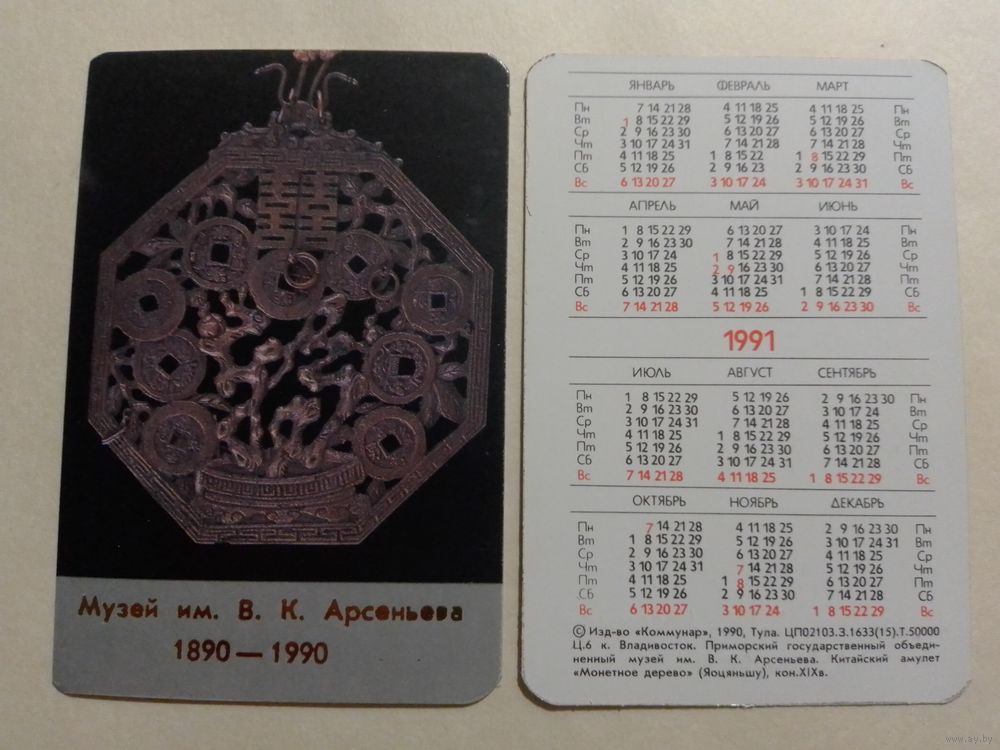 囍
Музей им. В. К. Арсеньева
1890 — 1990
ЯНВАРЬ ФЕВРАЛЬ МАРТ
Пн 7 14 21 28 4 11 18 25 4 11 18 25 Пн
Вт 1 8 15 22 29 5 12 19 26 5 12 19 26 Вт
Ср 2 9 16 23 30 6 13 20 27 6 13 20 27 Ср
Чт 3 10 17 24 31 7 14 21 28 7 14 21 28 Чт
Пт 4 11 18 25 1 8 15 22 1 8 15 22 29 Пт
Сб 5 12 19 26 2 9 16 23 2 9 16 23 30 Сб
Вс 6 13 20 27 3 10 17 24 3 10 17 24 31 Вс
АПРЕЛЬ МАЙ ИЮНЬ
Пн 1 8 15 22 29 6 13 20 27 3 10 17 24 Пн
Вт 2 9 16 23 30 7 14 21 28 4 11 18 25 Вт
Ср 3 10 17 24 1 8 15 22 29 5 12 19 26 Ср
Чт 4 11 18 25 2 9 16 23 30 6 13 20 27 Чт
Пт 5 12 19 26 3 10 17 24 31 7 14 21 28 Пт
Сб 6 13 20 27 4 11 18 25 1 8 15 22 29 Сб
Вс 7 14 21 28 5 12 19 26 2 9 16 23 30 Вс
1991
ИЮЛЬ АВГУСТ СЕНТЯБРЬ
Пн 1 8 15 22 29 5 12 19 26 2 9 16 23 30 Пн
Вт 2 9 16 23 30 6 13 20 27 3 10 17 24 Вт
Ср 3 10 17 24 31 7 14 21 28 4 11 18 25 Ср
Чт 4 11 18 25 1 8 15 22 29 5 12 19 26 Чт
Пт 5 12 19 26 2 9 16 23 30 6 13 20 27 Пт
Сб 6 13 20 27 3 10 17 24 31 7 14 21 28 Сб
Вс 7 14 21 28 4 11 18 25 1 8 15 22 29 Вс
ОКТЯБРЬ НОЯБРЬ ДЕКАБРЬ
Пн 7 14 21 28 4 11 18 25 2 9 16 23 30 Пн
Вт 1 8 15 22 29 5 12 19 26 3 10 17 24 31 Вт
Ср 2 9 16 23 30 6 13 20 27 4 11 18 25 Ср
Чт 3 10 17 24 31 7 14 21 28 5 12 19 26 Чт
Пт 4 11 18 25 1 8 15 22 29 6 13 20 27 Пт
Сб 5 12 19 26 2 9 16 23 30 7 14 21 28 Сб
Вс 6 13 20 27 3 10 17 24 1 8 15 22 29 Вс
© Изд-во «Коммунар», 1990, Тула. ЦП02103.З.1633(15).Т.50000
Ц.6 к. Владивосток. Приморский государственный объеди-
ненный музей им. В. К. Арсеньева. Китайский амулет
«Монетное дерево» (Яоцяньшу), кон.XIXв.
www.ay.by